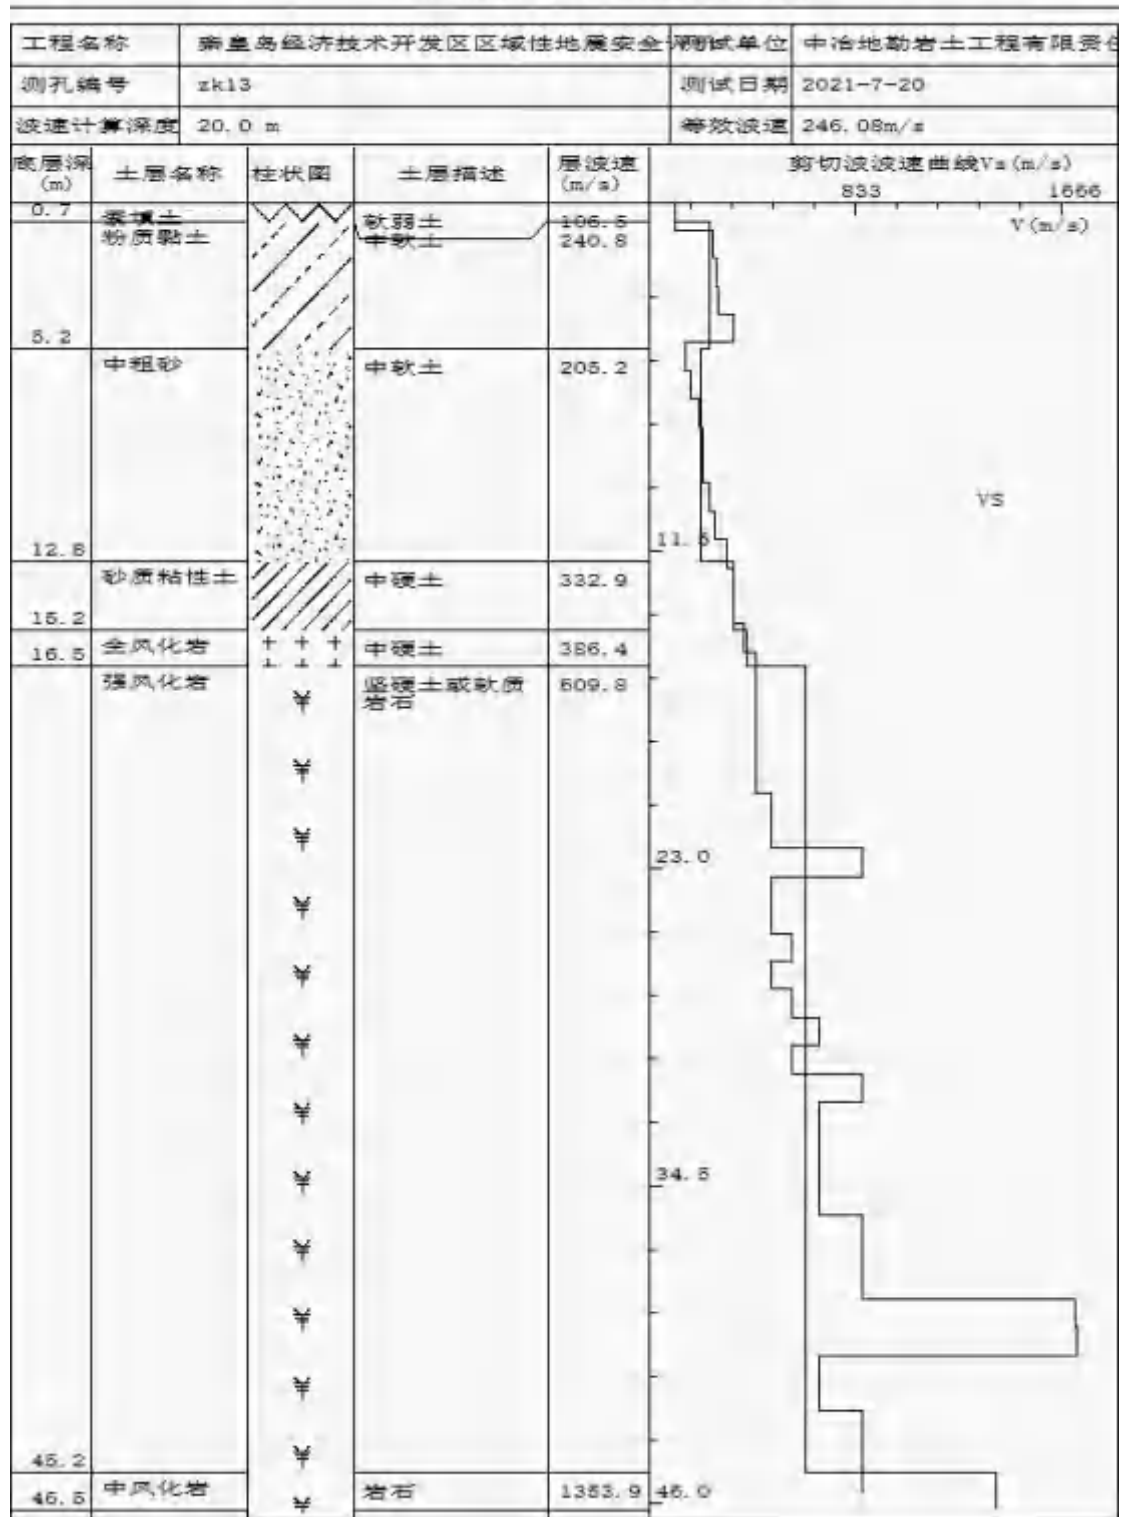 工程名称 秦皇岛经济技术开发区区域性地震安全 测试单位 中冶地勘岩土工程有限责任
测孔编号 zk13 测试日期 2021-7-20
波速计算深度 20.0 m 等效波速 246.08m/s
底层深(m) 土层名称 柱状图 土层描述 层波速(m/s) 剪切波波速曲线Vs(m/s)
833 1666
V(m/s)
0.7 素填土 软弱土 106.5
粉质黏土 中软土 240.8
5.2
中粗砂 中软土 205.2
VS
12.8 11.5
砂质粘性土 中硬土 332.9
15.2
全风化岩 中硬土 386.4
16.5
强风化岩 坚硬土或软质 609.8
岩石
23.0
34.5
45.2
中风化岩 岩石 1353.9 46.0
46.5